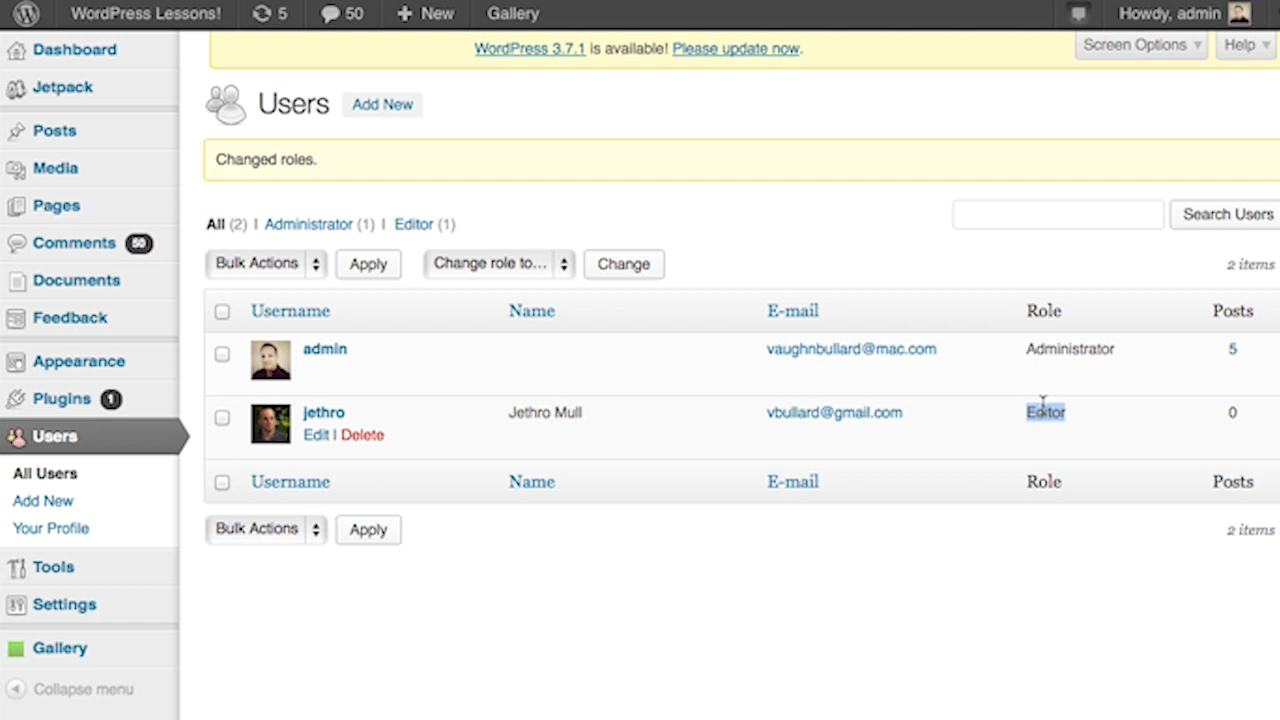 WordPress Lessons! 5 50 + New Gallery Howdy, admin
WordPress 3.7.1 is available! Please update now.
Screen Options Help
Dashboard
Jetpack
Posts
Media
Pages
Comments 50
Documents
Feedback
Appearance
Plugins 1
Users
All Users
Add New
Your Profile
Tools
Settings
Gallery
Collapse menu
Users Add New
Changed roles.
All (2) | Administrator (1) | Editor (1)
Search Users
Bulk Actions Apply Change role to... Change 2 items
Username Name E-mail Role Posts
admin vaughnbullard@mac.com Administrator 5
jethro Jethro Mull vbullard@gmail.com Editor 0
Edit | Delete
Username Name E-mail Role Posts
Bulk Actions Apply 2 items